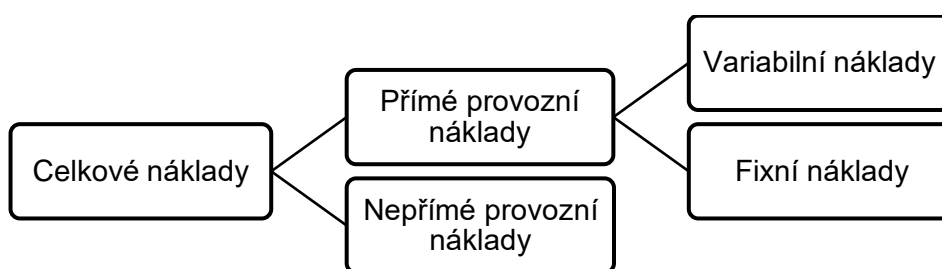 Celkové náklady
Přímé provozní
náklady
Nepřímé provozní
náklady
Variabilní náklady
Fixní náklady